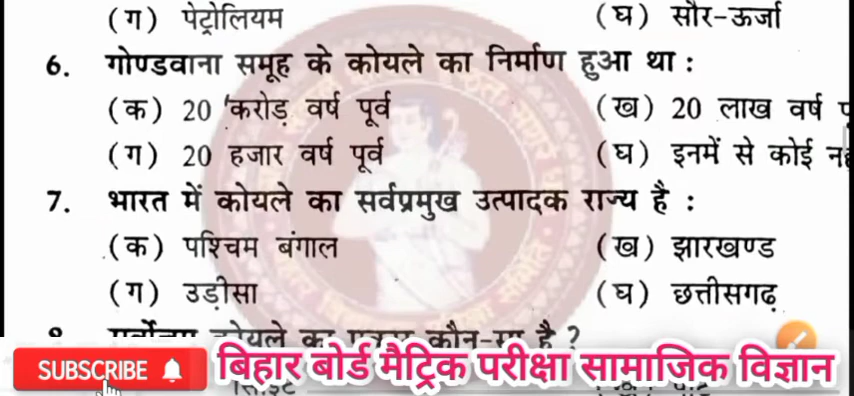 (ग) पेट्रोलियम (घ) सौर-ऊर्जा
6. गोण्डवाना समूह के कोयले का निर्माण हुआ था :
(क) 20 करोड़ वर्ष पूर्व (ख) 20 लाख वर्ष
(ग) 20 हजार वर्ष पूर्व (घ) इनमें से कोई
7. भारत में कोयले का सर्वप्रमुख उत्पादक राज्य है :
(क) पश्चिम बंगाल (ख) झारखण्ड
(ग) उड़ीसा (घ) छत्तीसगढ़
कोयले का कौन-सा है ?
SUBSCRIBE बिहार बोर्ड मैट्रिक परीक्षा सामाजिक विज्ञान